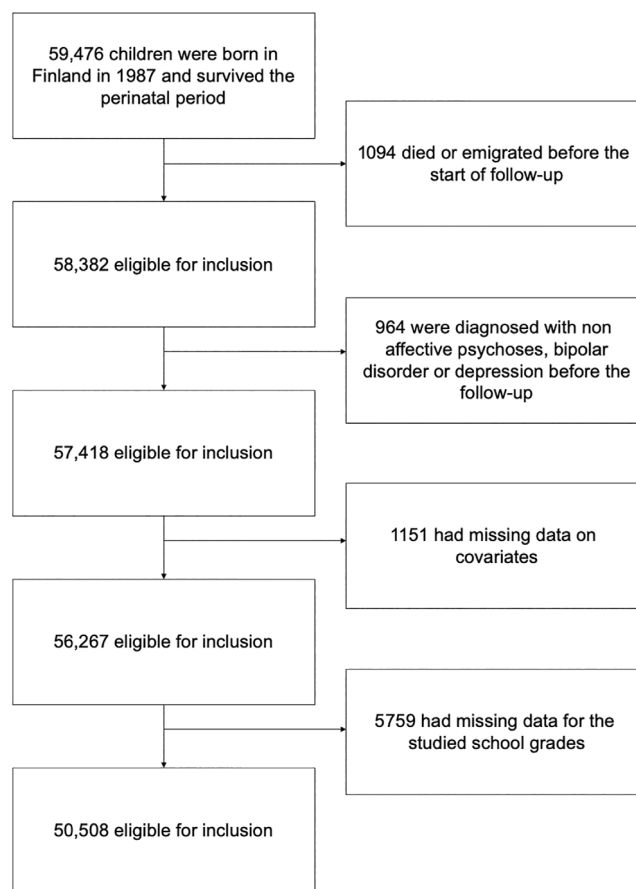 59,476 children were born in
Finland in 1987 and survived the
perinatal period
1094 died or emigrated before the
start of follow-up
58,382 eligible for inclusion
964 were diagnosed with non
affective psychoses, bipolar
disorder or depression before the
follow-up
57,418 eligible for inclusion
1151 had missing data on
covariates
56,267 eligible for inclusion
5759 had missing data for the
studied school grades
50,508 eligible for inclusion